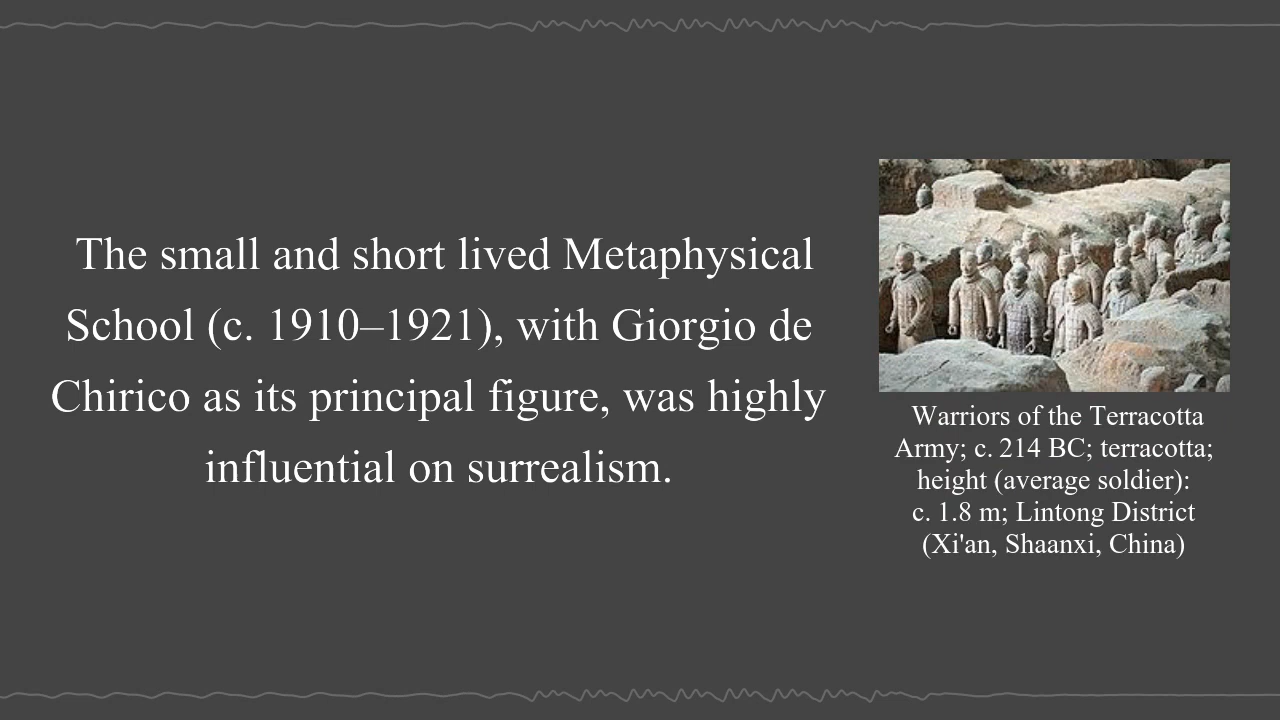 The small and short lived Metaphysical
School (c. 1910–1921), with Giorgio de
Chirico as its principal figure, was highly
influential on surrealism.
Warriors of the Terracotta
Army; c. 214 BC; terracotta;
height (average soldier):
c. 1.8 m; Lintong District
(Xi'an, Shaanxi, China)